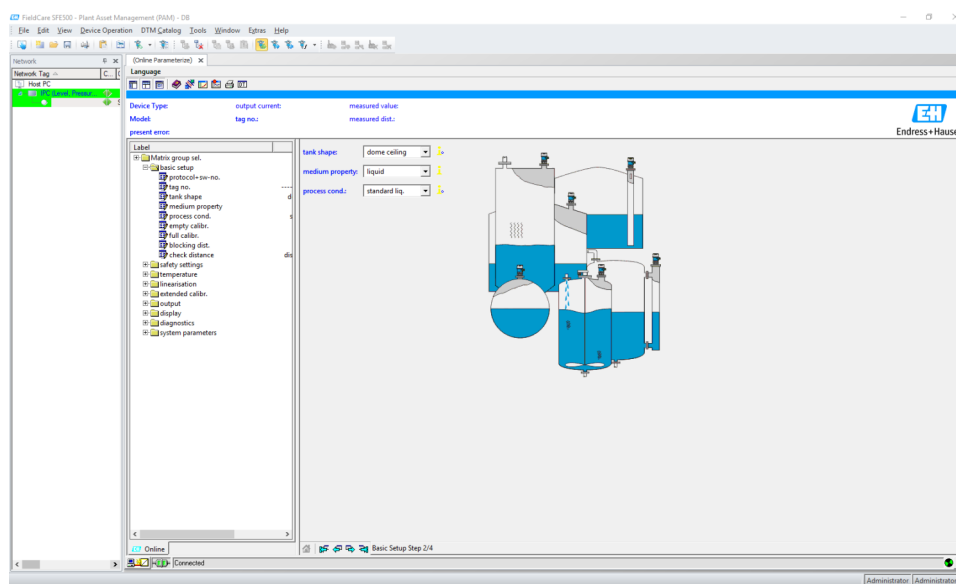 FieldCare SFE500 - Plant Asset Management (PAM) - DB
File Edit View Device Operation DTM Catalog Tools Window Extras Help
Network
(Online Parameterize)
Network Tag
C...
Language
Host PC
IPC (Level, Pressur...
Device Type:
output current:
measured value:
Model:
tag no.:
measured dist.:
present error:
Endress+Hause
Label
Matrix group sel.
basic setup
protocol+sw-no.
tag no. ----
tank shape d
medium property
process cond. s
empty calibr.
full calibr.
blocking dist.
check distance dis
safety settings
temperature
linearisation
extended calibr.
output
display
diagnostics
system parameters
tank shape: dome ceiling
medium property: liquid
process cond.: standard liq.
Online
Basic Setup Step 2/4
Connected
Administrator Administrator